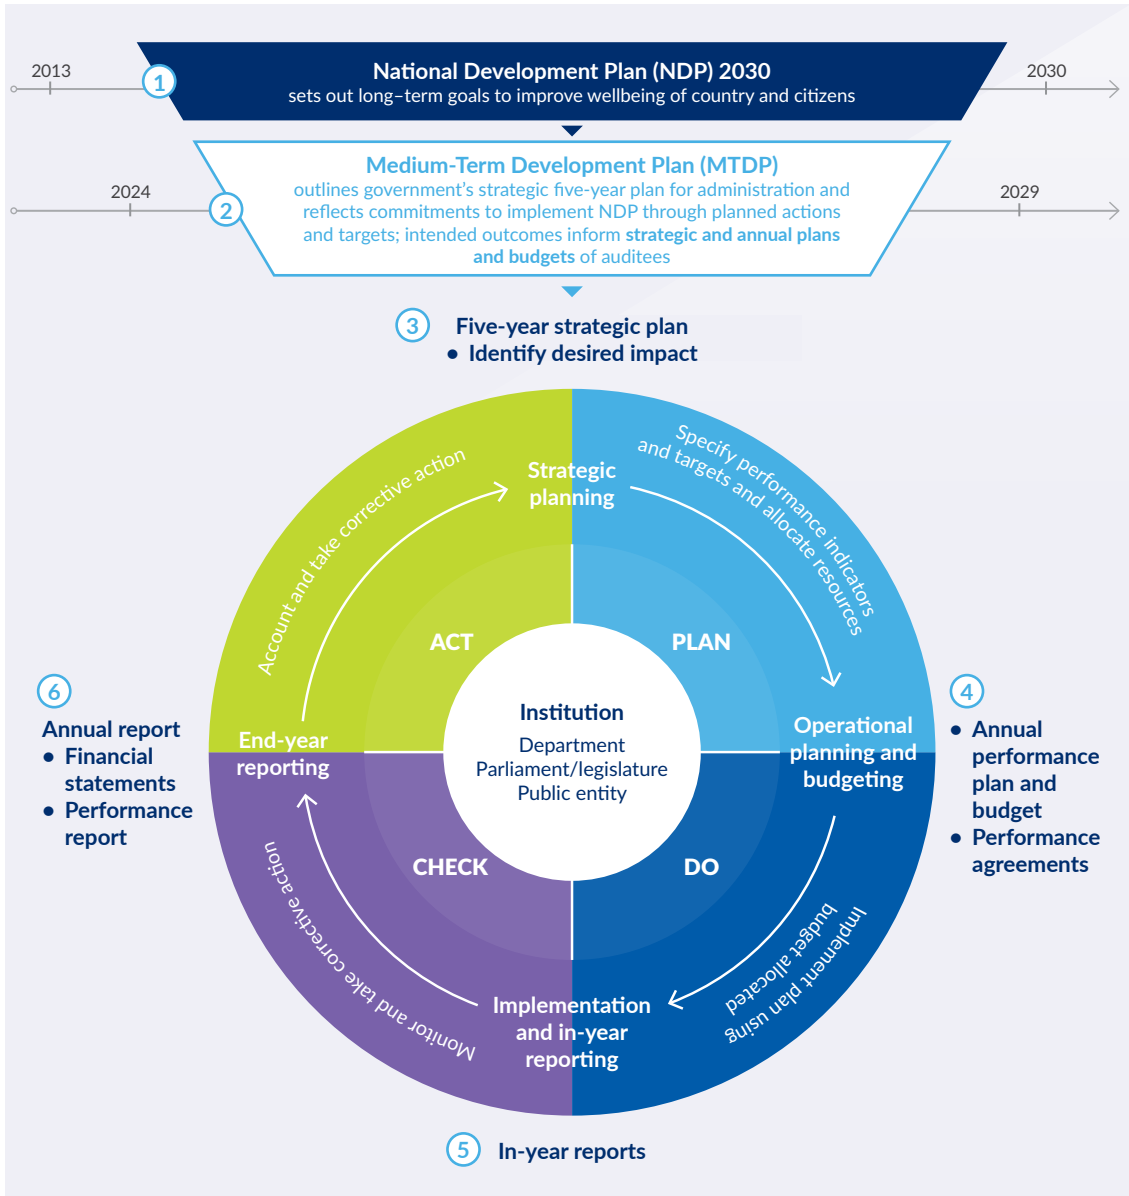 2013
1
National Development Plan (NDP) 2030
sets out long–term goals to improve wellbeing of country and citizens
2030
Medium-Term Development Plan (MTDP)
outlines government's strategic five-year plan for administration and
reflects commitments to implement NDP through planned actions
and targets; intended outcomes inform strategic and annual plans
and budgets of auditees
2024
2
2029
3
Five-year strategic plan
● Identify desired impact
Account and take corrective action
Strategic
planning
Specify performance indicators
and targets and allocate resources
ACT
PLAN
6
Annual report
● Financial
statements
● Performance
report
End-year
reporting
Institution
Department
Parliament/legislature
Public entity
Operational
planning and
budgeting
4
● Annual
performance
plan and
budget
● Performance
agreements
CHECK
DO
Monitor and take corrective action
Implementation
and in-year
reporting
Implement plan using
budget allocated
5
In-year reports